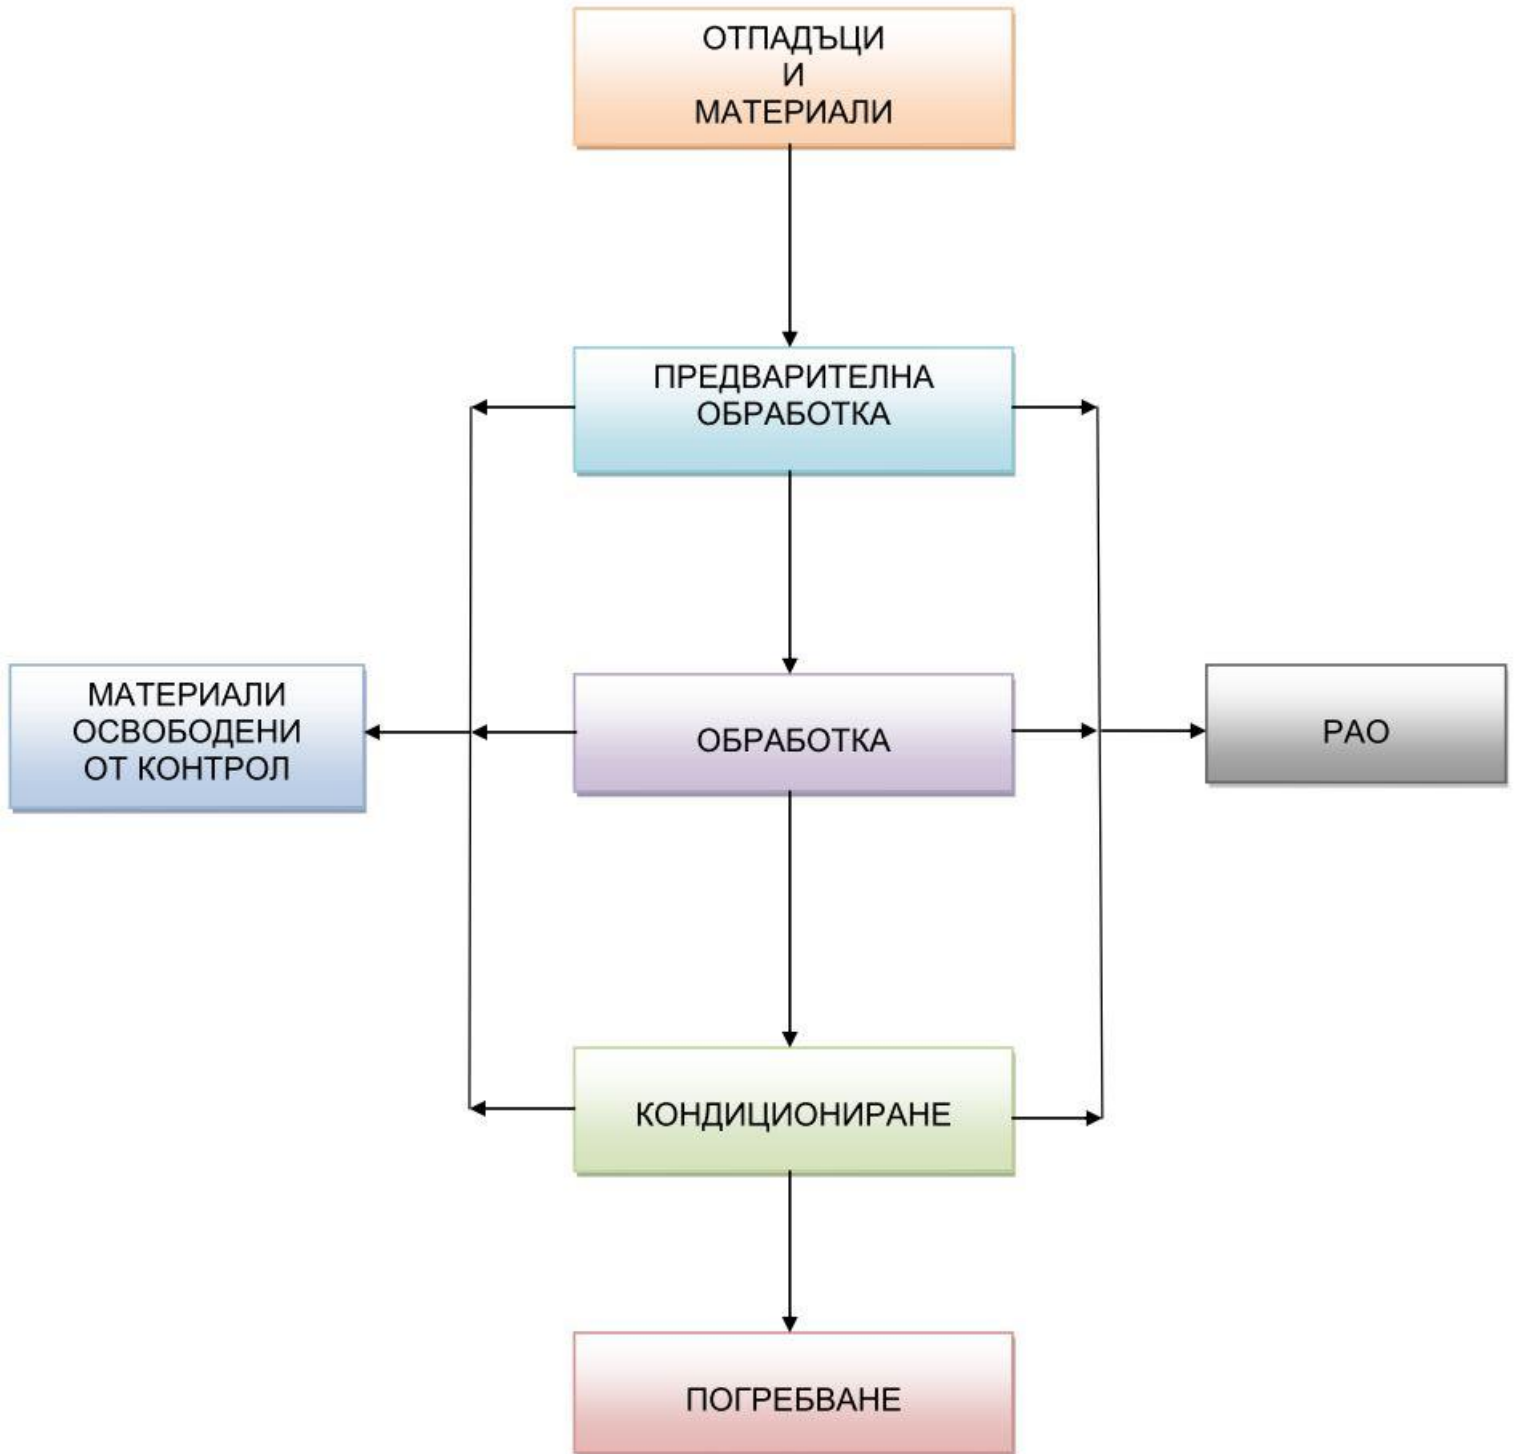 ОТПАДЪЦИ
И
МАТЕРИАЛИ
ПРЕДВАРИТЕЛНА
ОБРАБОТКА
МАТЕРИАЛИ
ОСВОБОДЕНИ
ОТ КОНТРОЛ
ОБРАБОТКА
РАО
КОНДИЦИОНИРАНЕ
ПОГРЕБВАНЕ